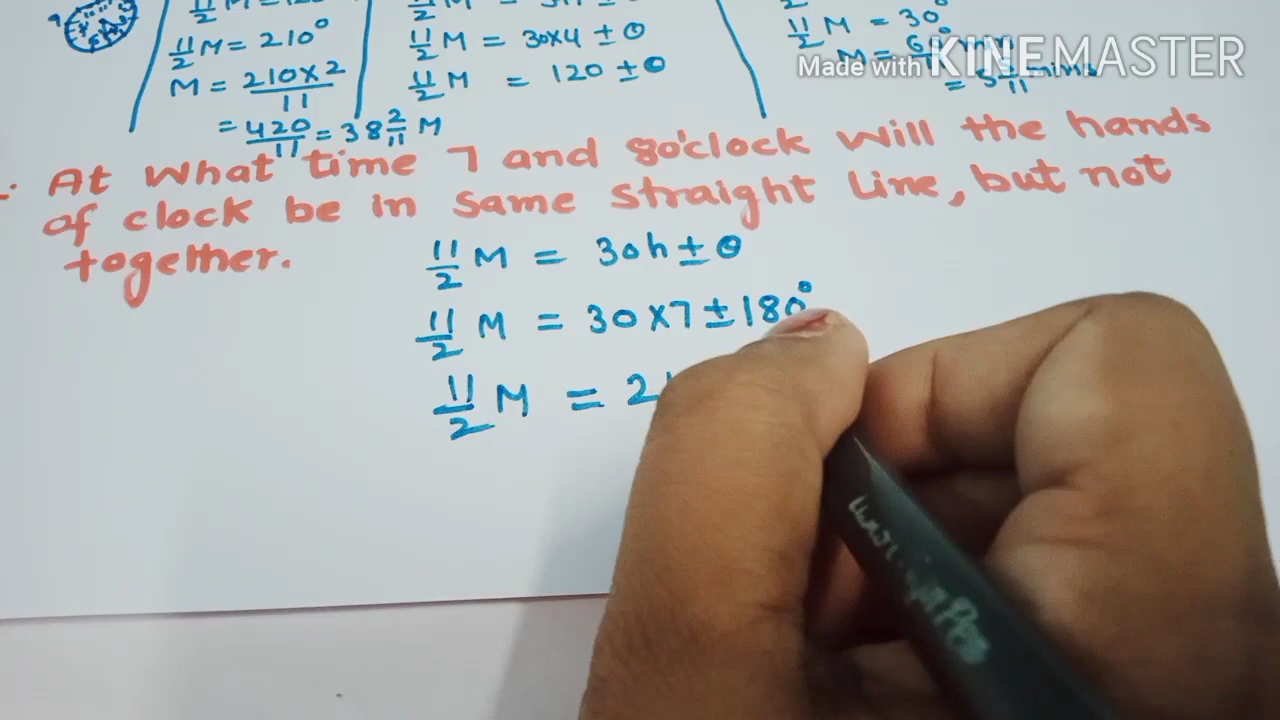 11/2 M = 210°
M = 210×2/11
= 420/11 = 38 2/11 M
11/2 M = 30×4 ± θ
11/2 M = 120 ± θ
11/2 M = 30°
Made with KINEMASTER
At What time 7 and 8o'clock will the hands
of clock be in same straight line, but not
together.
11/2 M = 30h ± θ
11/2 M = 30×7 ± 180°
11/2 M = 2